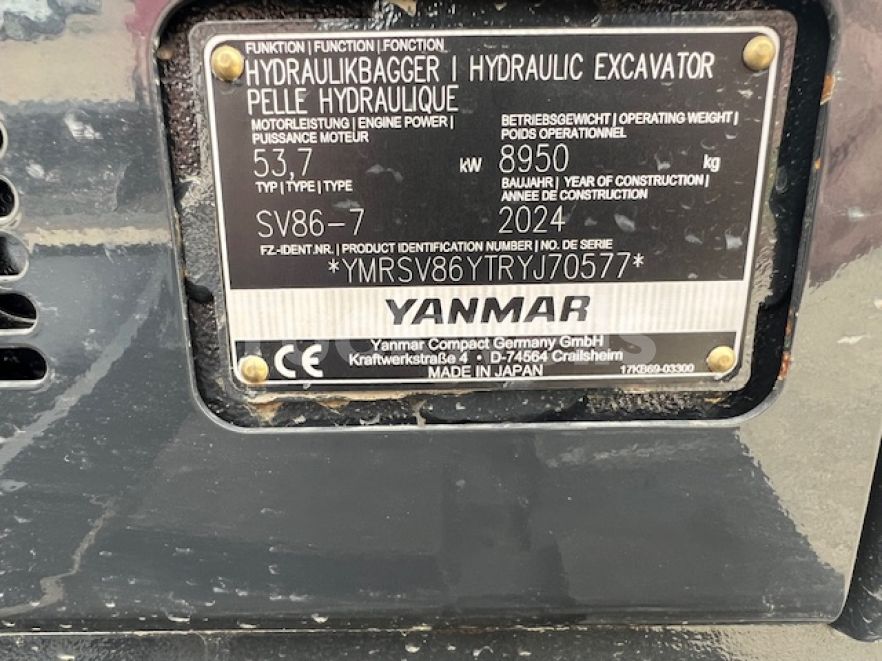 FUNKTION | FUNCTION | FONCTION
HYDRAULIKBAGGER | HYDRAULIC EXCAVATOR
PELLE HYDRAULIQUE
MOTORLEISTUNG | ENGINE POWER |
PUISSANCE MOTEUR
BETRIEBSGEWICHT | OPERATING WEIGHT |
POIDS OPERATIONNEL
53,7 kW 8950 kg
TYP | TYPE | TYPE
BAUJAHR | YEAR OF CONSTRUCTION |
ANNEE DE CONSTRUCTION
SV86-7 2024
FZ.-IDENT.NR. | PRODUCT IDENTIFICATION NUMBER | NO. DE SERIE
*YMRSV86YTRYJ70577*
YANMAR
CE
Yanmar Compact Germany GmbH
Kraftwerkstraße 4 • D-74564 Crailsheim
MADE IN JAPAN
17KB69-03300